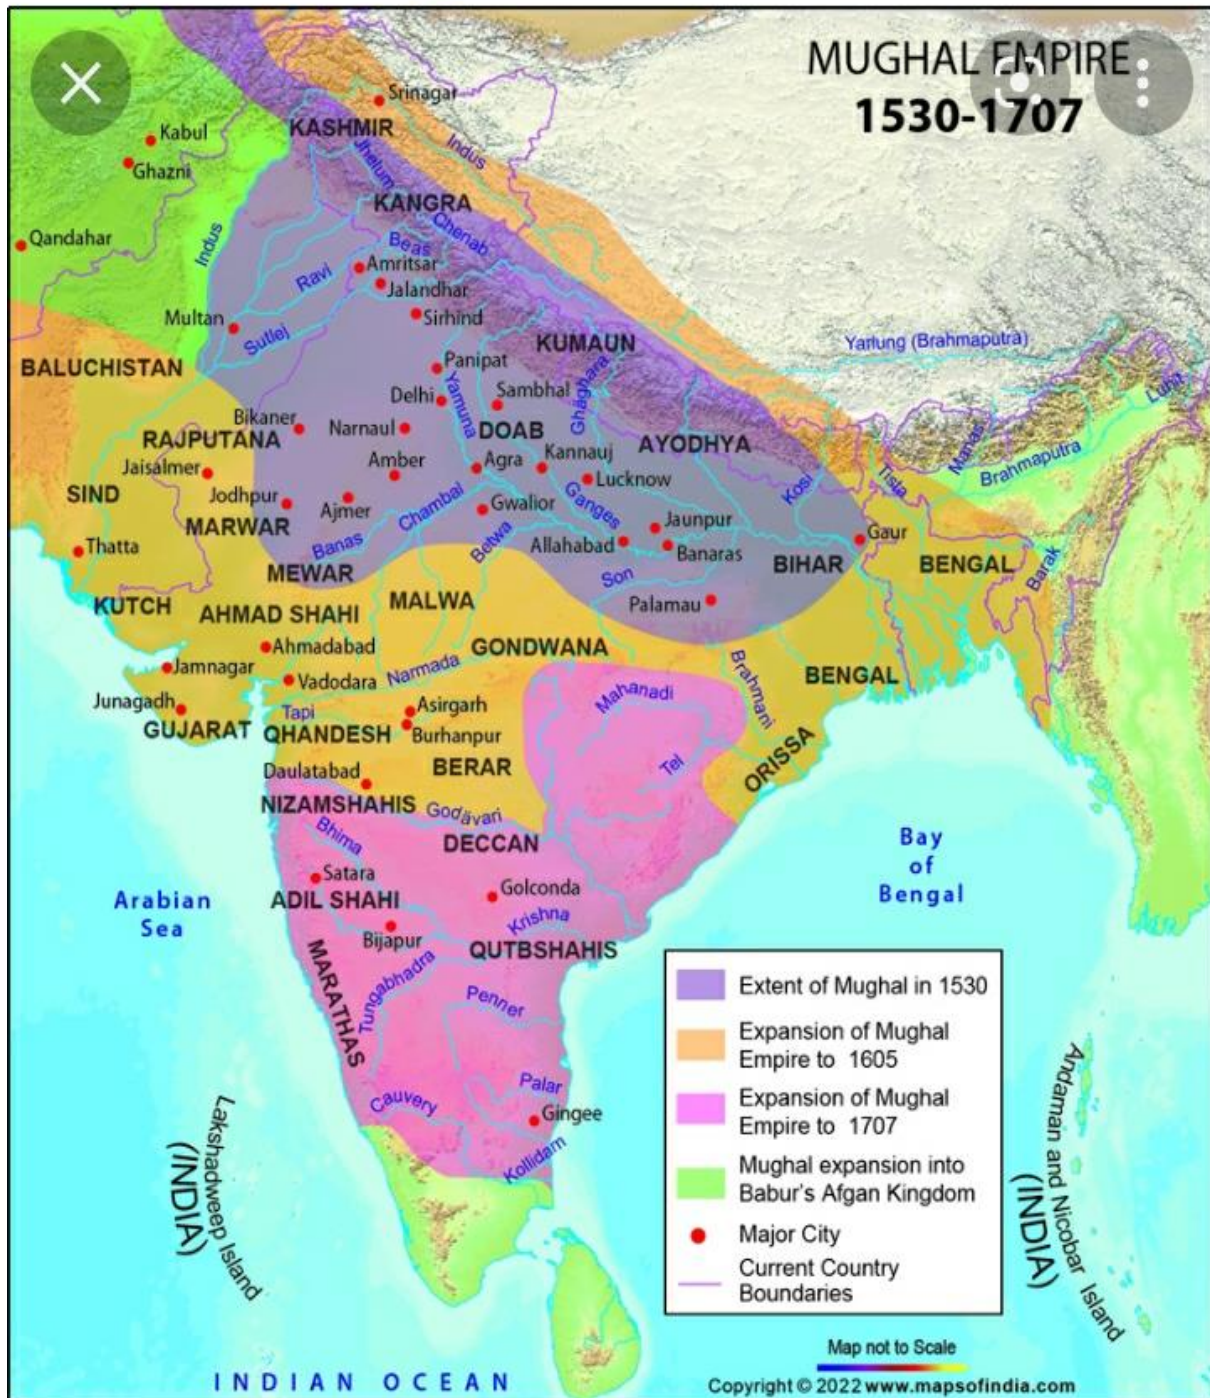 MUGHAL EMPIRE
1530-1707
Srinagar
KASHMIR
Indus
Kabul
Ghazni
Jhelum
KANGRA
Chenab
Qandahar
Indus
Beas
Ravi
Amritsar
Jalandhar
Multan
Sutlej
Sirhind
KUMAUN
Yarlung (Brahmaputra)
BALUCHISTAN
Panipat
Ghaghara
Luhit
Delhi
Yamuna
Sambhal
Bikaner
RAJPUTANA
Narnaul
DOAB
AYODHYA
Manas
Jaisalmer
Amber
Agra
Kannauj
Brahmaputra
SIND
Lucknow
Kosi
Tista
Jodhpur
Ajmer
Chambal
Gwalior
Ganges
MARWAR
Jaunpur
Gaur
Thatta
Banas
Betwa
Allahabad
Banaras
MEWAR
BIHAR
BENGAL
Barak
Son
KUTCH
AHMAD SHAHI
MALWA
Palamau
Ahmadabad
GONDWANA
Jamnagar
Vadodara
Narmada
Brahmani
BENGAL
Junagadh
Tapi
Asirgarh
Mahanadi
GUJARAT
QHANDESH
Burhanpur
Daulatabad
BERAR
Tel
ORISSA
NIZAMSHAHIS
Godävari
Bhima
DECCAN
Bay
of
Bengal
Satara
Golconda
Arabian
Sea
ADIL SHAHI
Krishna
Bijapur
QUTBSHAHIS
MARATHAS
Tungabhadra
Penner
Cauvery
Palar
Gingee
Kollidam
Extent of Mughal in 1530
Expansion of Mughal
Empire to 1605
Expansion of Mughal
Empire to 1707
Mughal expansion into
Babur's Afgan Kingdom
Major City
Current Country
Boundaries
Lakshadweep Island
(INDIA)
Andaman and Nicobar Island
(INDIA)
Map not to Scale
INDIAN OCEAN
Copyright © 2022 www.mapsofindia.com